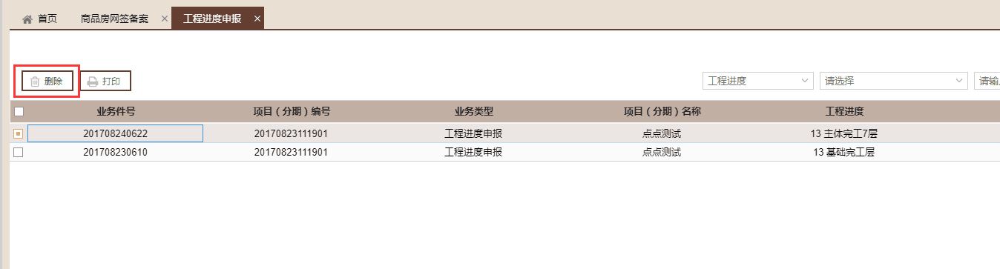 首页 商品房网签备案 工程进度申报
删除 打印 工程进度 请选择 请输
业务件号 项目（分期）编号 业务类型 项目（分期）名称 工程进度
201708240622 20170823111901 工程进度申报 点点测试 13 主体完工7层
201708230610 20170823111901 工程进度申报 点点测试 13 基础完工层